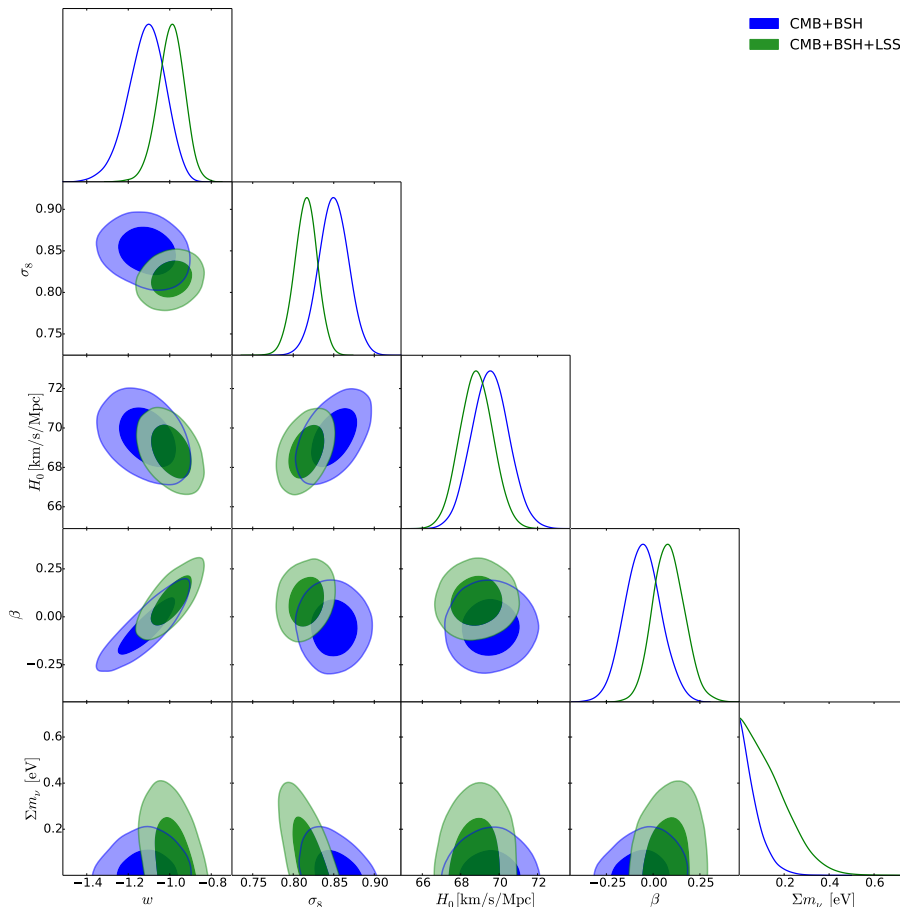 CMB+BSH
CMB+BSH+LSS
0.90
0.85
0.80
0.75
σ₈
72
70
68
66
H₀[km/s/Mpc]
0.25
0.00
−0.25
β
0.6
0.4
0.2
Σmᵥ [eV]
−1.4 −1.2 −1.0 −0.8
0.75 0.80 0.85 0.90
66 68 70 72
−0.25 0.00 0.25
0.2 0.4 0.6
w
σ₈
H₀[km/s/Mpc]
β
Σmᵥ [eV]